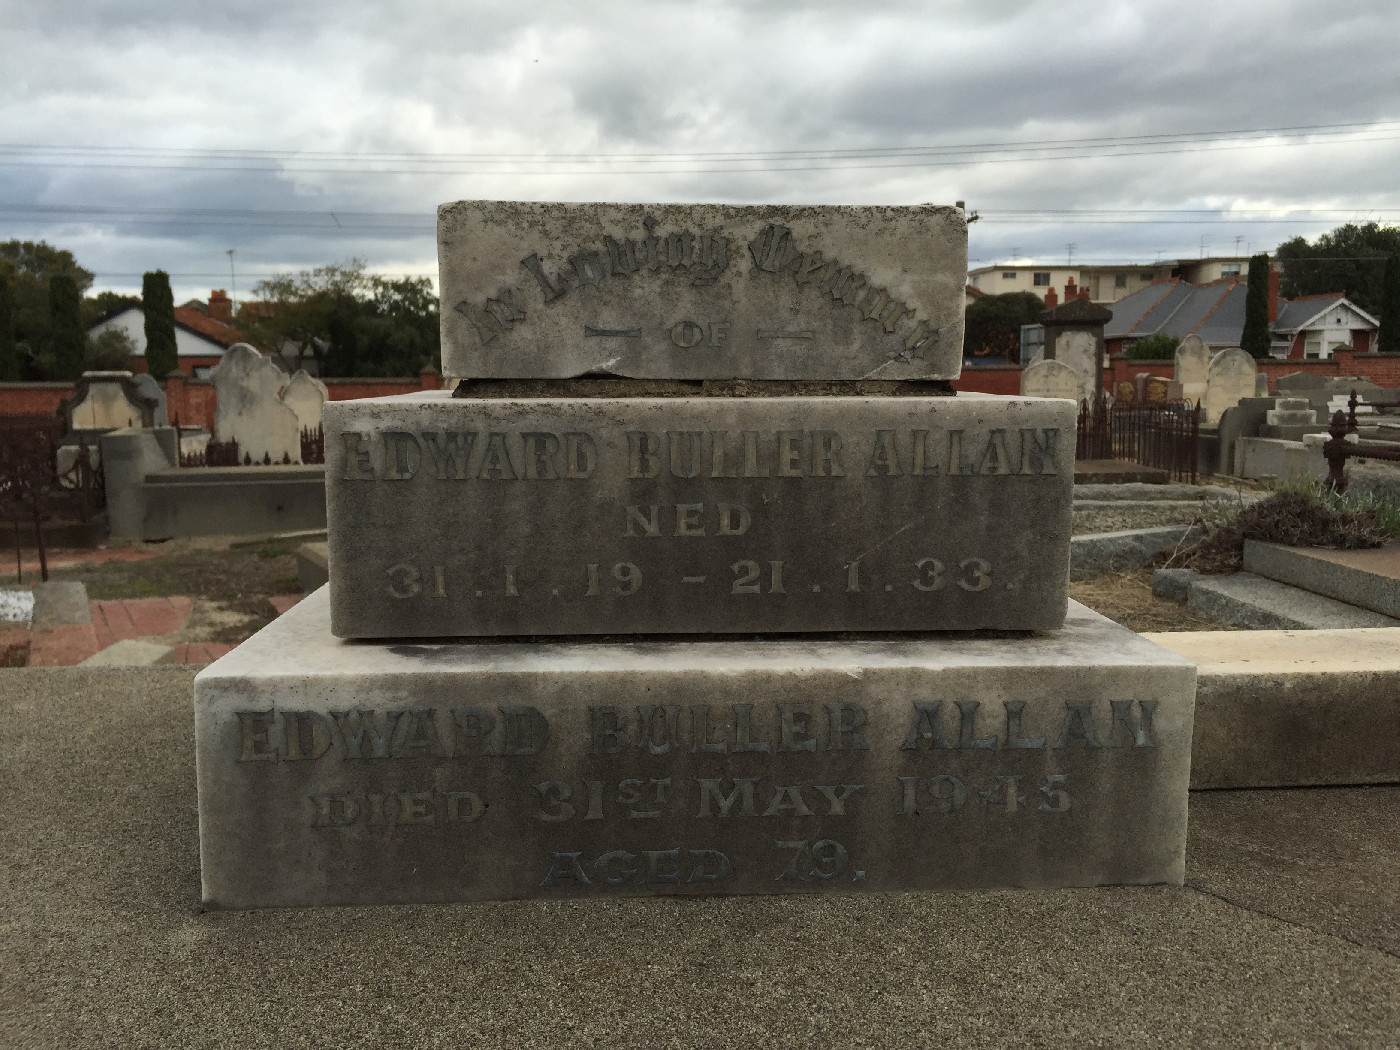 In Loving Memory
— OF —
EDWARD BULLER ALLAN
"NED"
31.1.19 – 21.1.33.
EDWARD BULLER ALLAN
DIED 31ST MAY 1945
AGED 79.